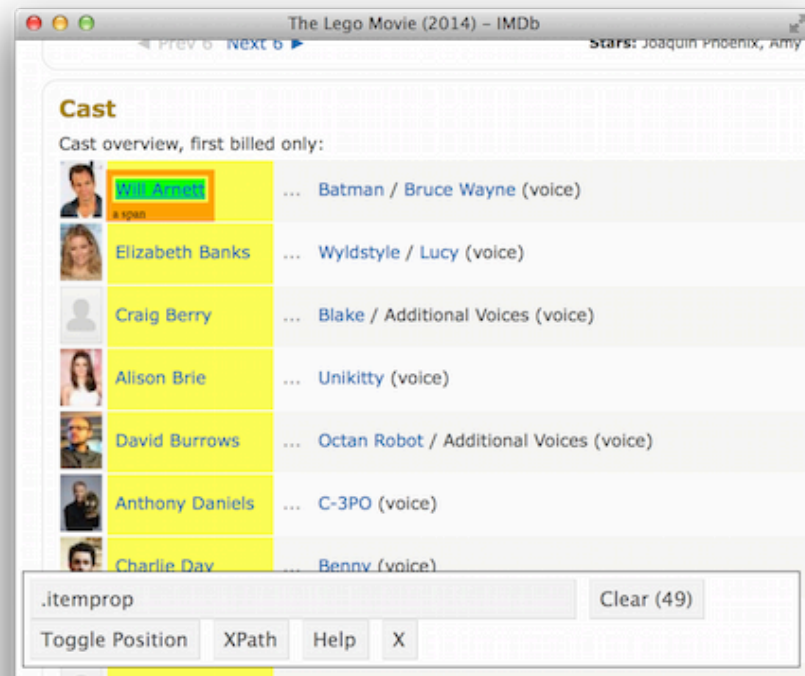 The Lego Movie (2014) – IMDb
◀ Prev 6 Next 6 ▶ Stars: Joaquin Phoenix, Amy
Cast
Cast overview, first billed only:
Will Arnett ... Batman / Bruce Wayne (voice)
a span
Elizabeth Banks ... Wyldstyle / Lucy (voice)
Craig Berry ... Blake / Additional Voices (voice)
Alison Brie ... Unikitty (voice)
David Burrows ... Octan Robot / Additional Voices (voice)
Anthony Daniels ... C-3PO (voice)
Charlie Day ... Benny (voice)
.itemprop Clear (49)
Toggle Position XPath Help X